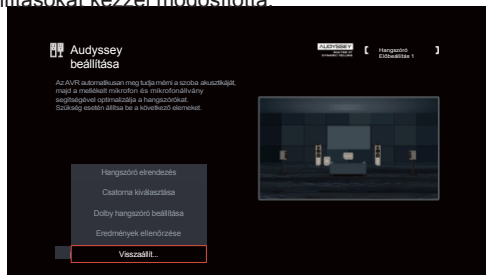 Audyssey
beállítása
AUDYSSEY
Hangszóró
Előbeállítás 1
Az AVR automatikusan meg tudja mérni a szoba akusztikáját,
majd a mellékelt mikrofon és mikrofonállvány
segítségével optimalizálja a hangszórókat.
Szükség esetén állítsa be a következő elemeket.
Hangszóró elrendezés
Csatorna kiválasztása
Dolby hangszóró beállítása
Eredmények ellenőrzése
Visszaállít...